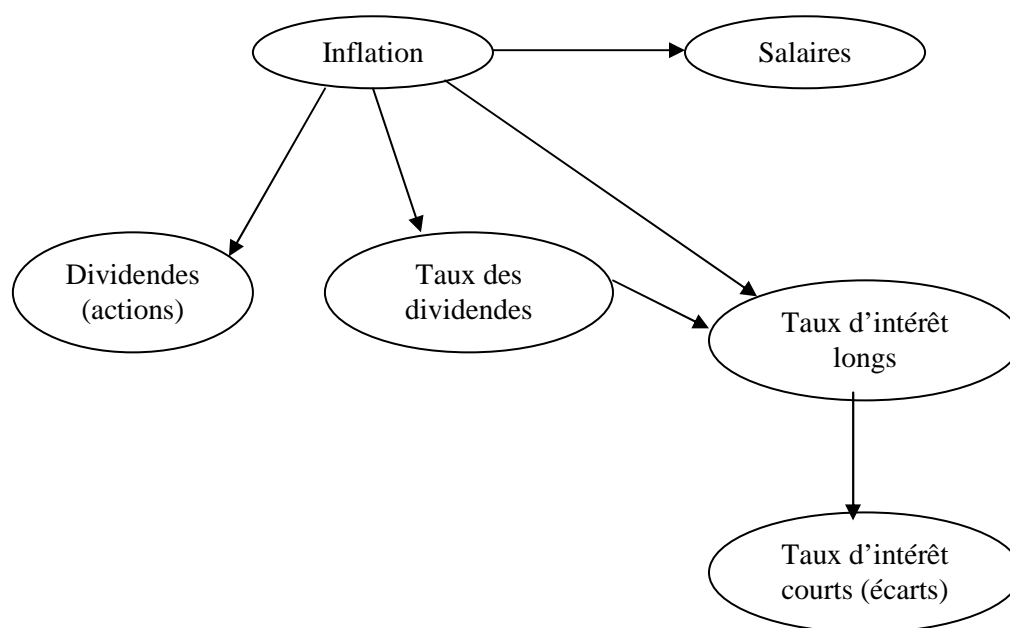 Inflation
Salaires
Dividendes
(actions)
Taux des
dividendes
Taux d’intérêt
longs
Taux d’intérêt
courts (écarts)